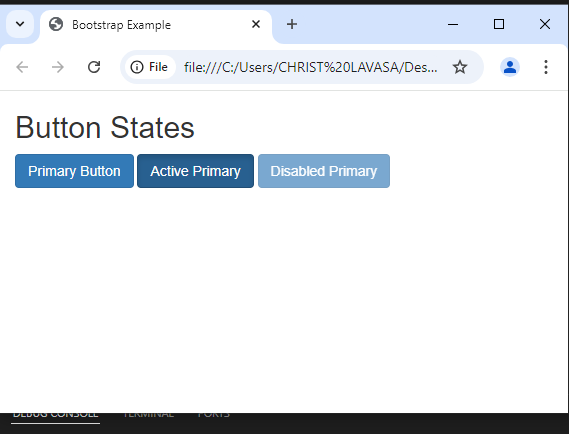 Bootstrap Example
File file:///C:/Users/CHRIST%20LAVASA/Des...
Button States
Primary Button Active Primary Disabled Primary
DEBUG CONSOLE TERMINAL PORTS